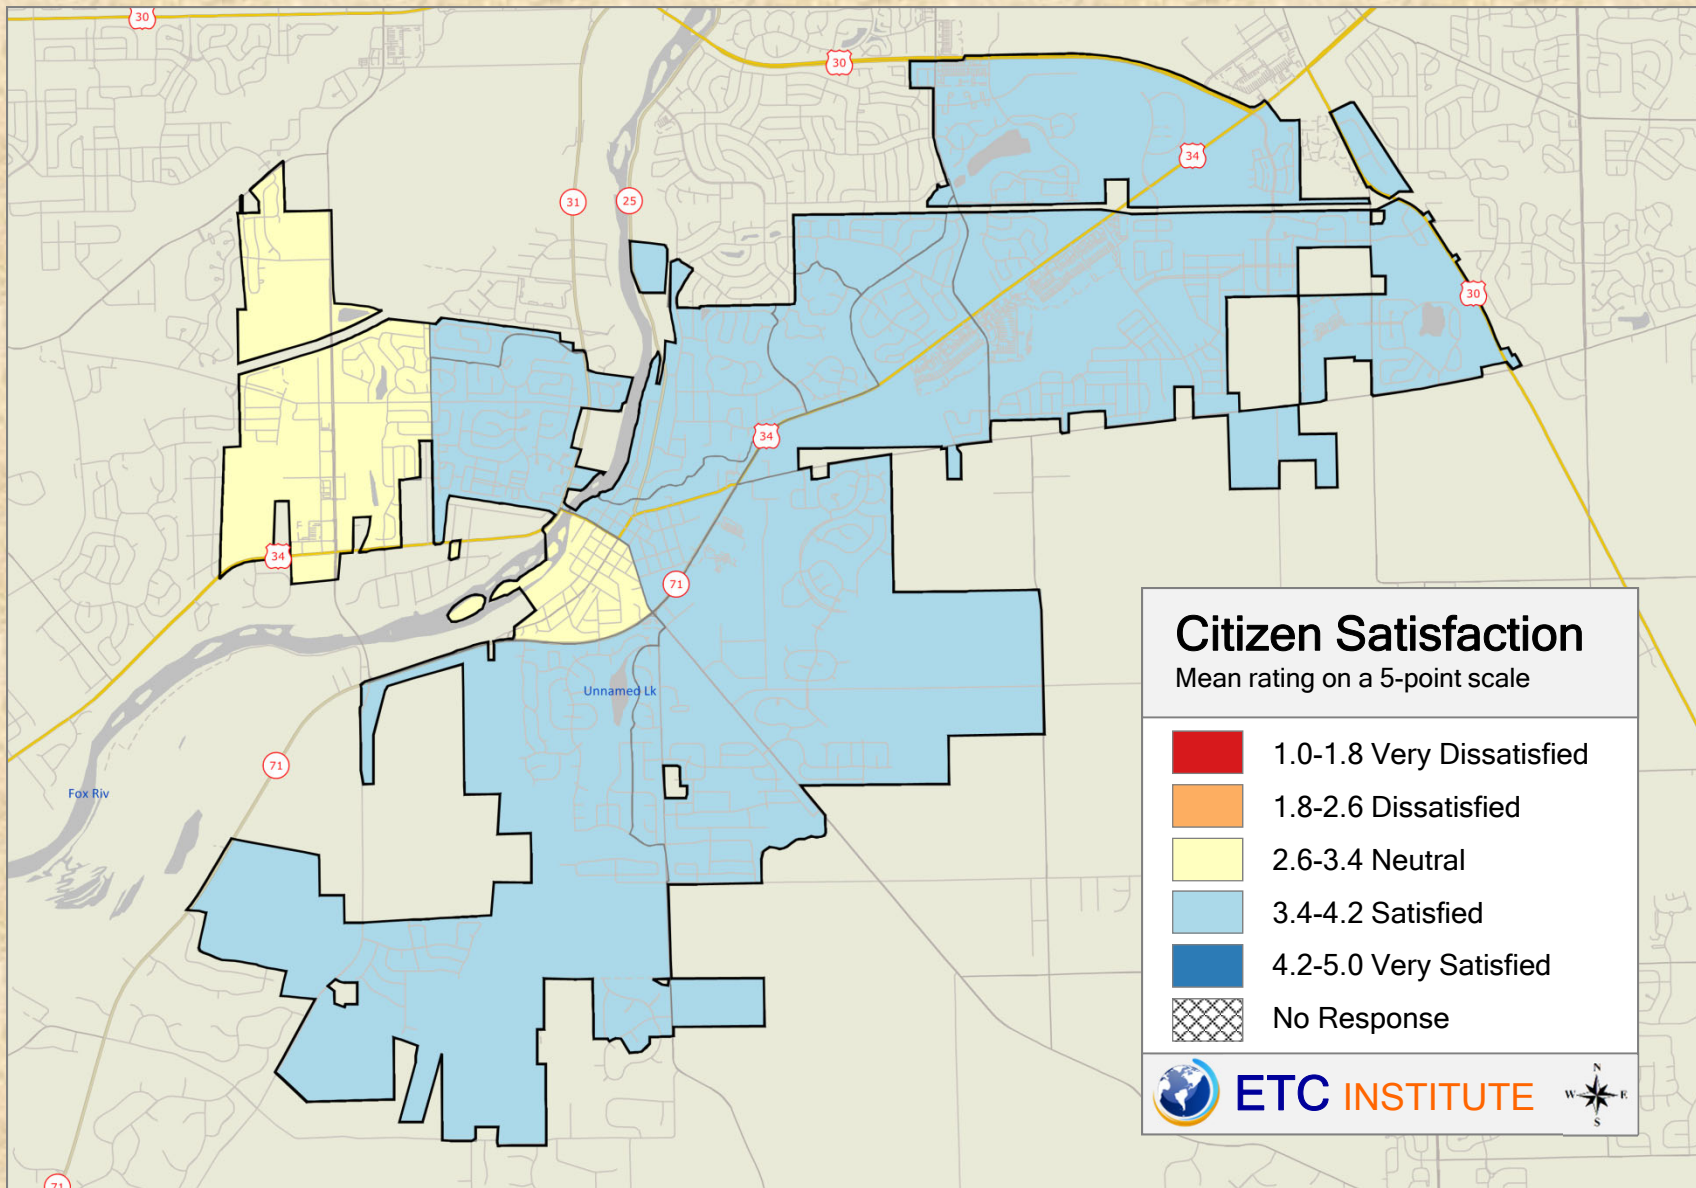 30
30
34
31
25
30
34
34
71
Unnamed Lk
71
Fox Riv
71
Citizen Satisfaction
Mean rating on a 5-point scale
1.0-1.8 Very Dissatisfied
1.8-2.6 Dissatisfied
2.6-3.4 Neutral
3.4-4.2 Satisfied
4.2-5.0 Very Satisfied
No Response
ETC INSTITUTE
N
W E
S